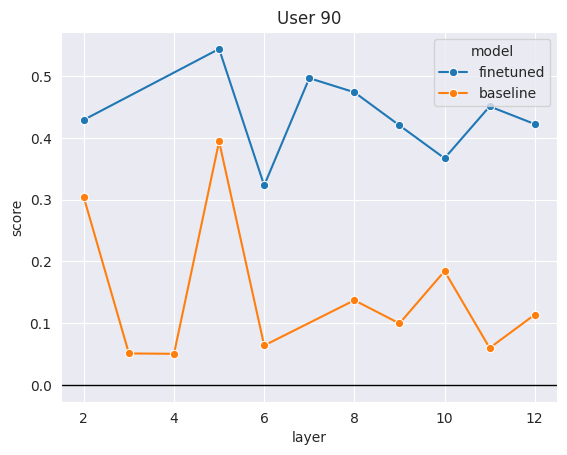 User 90
model
finetuned
baseline
score
0.5
0.4
0.3
0.2
0.1
0.0
2 4 6 8 10 12
layer